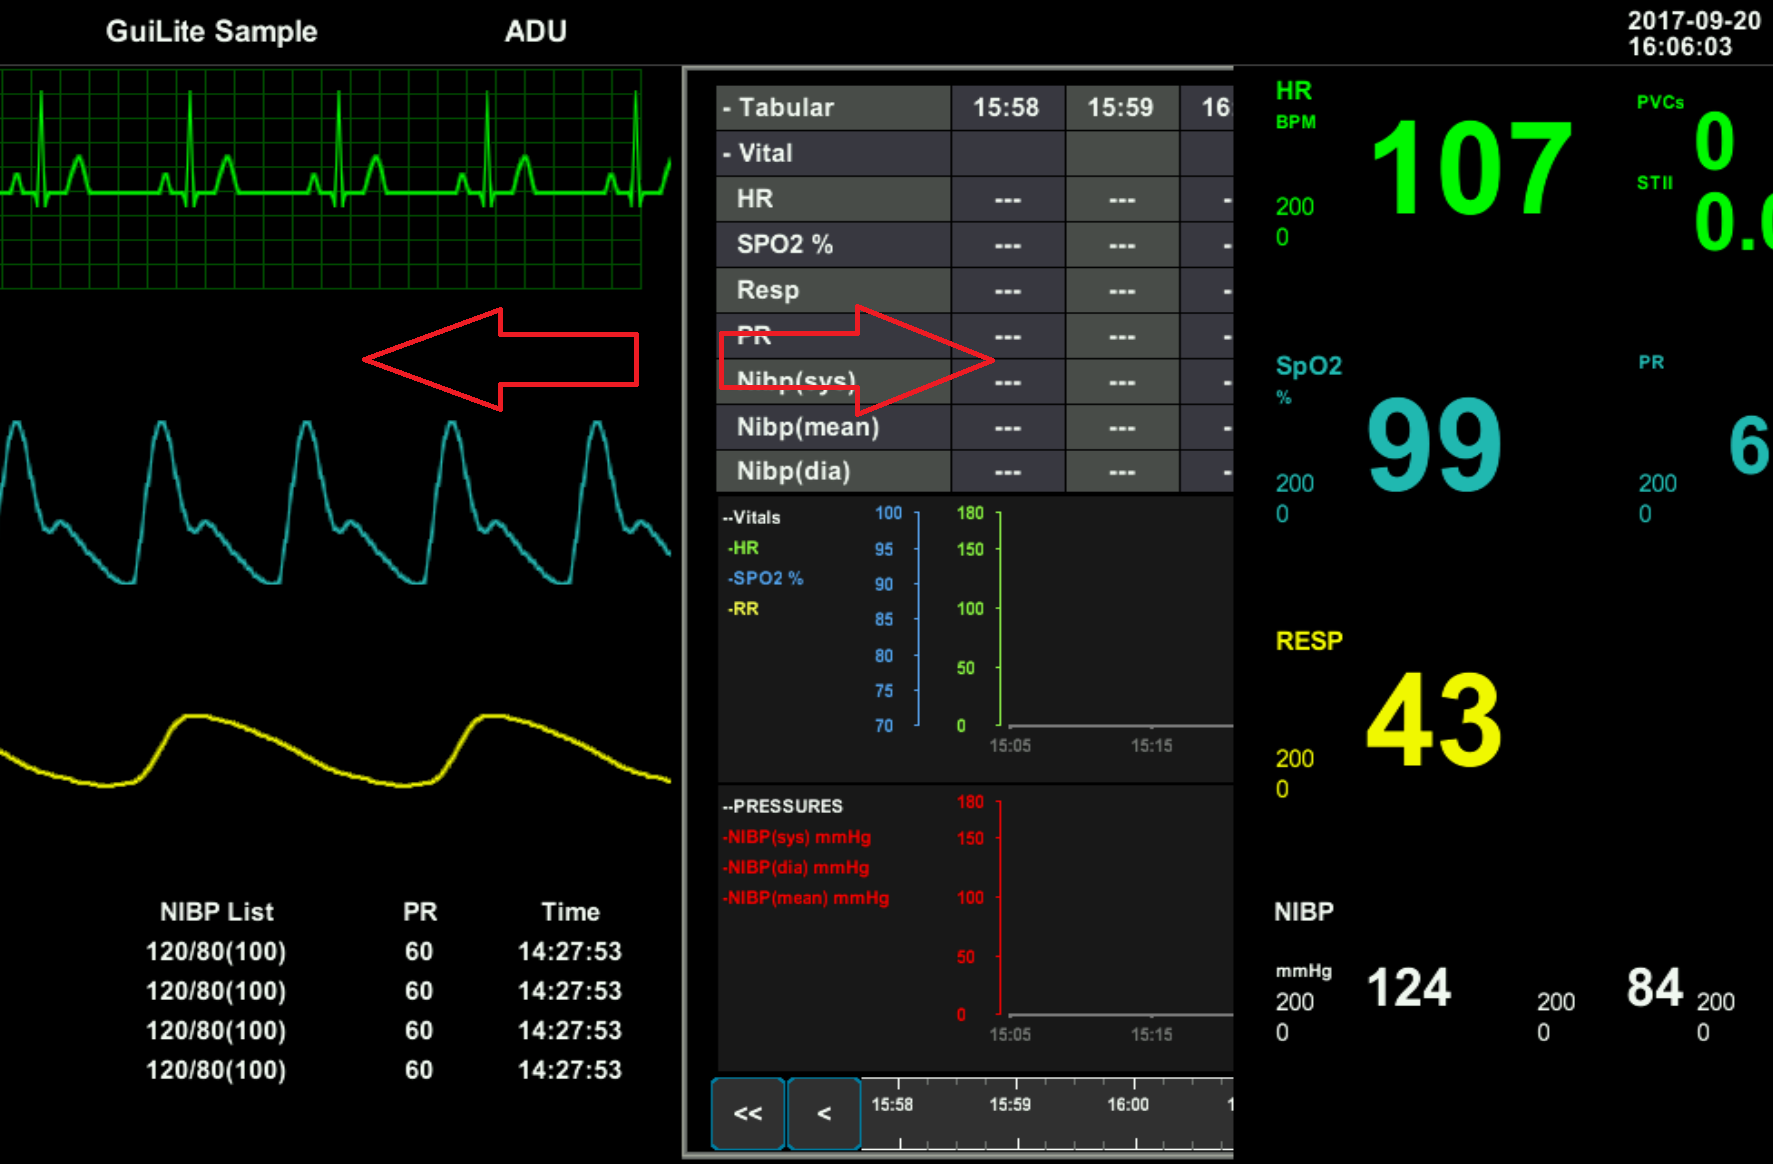 GuiLite Sample ADU 2017-09-20
16:06:03
- Tabular 15:58 15:59 16:
- Vital
HR --- --- -
SPO2 % --- --- -
Resp --- --- -
PR --- --- -
Nibp(sys) --- --- -
Nibp(mean) --- --- -
Nibp(dia) --- --- -
--Vitals
-HR
-SPO2 %
-RR
100
95
90
85
80
75
70
180
150
100
50
0
15:05 15:15
--PRESSURES
-NIBP(sys) mmHg
-NIBP(dia) mmHg
-NIBP(mean) mmHg
180
150
100
50
0
15:05 15:15
<< < 15:58 15:59 16:00 1
HR
BPM
200
0
107
PVCs
0
STII
0.0
SpO2
%
200
0
99
PR
200
0
6
RESP
200
0
43
NIBP
mmHg
200
0
124
200
0
84
200
0
NIBP List PR Time
120/80(100) 60 14:27:53
120/80(100) 60 14:27:53
120/80(100) 60 14:27:53
120/80(100) 60 14:27:53